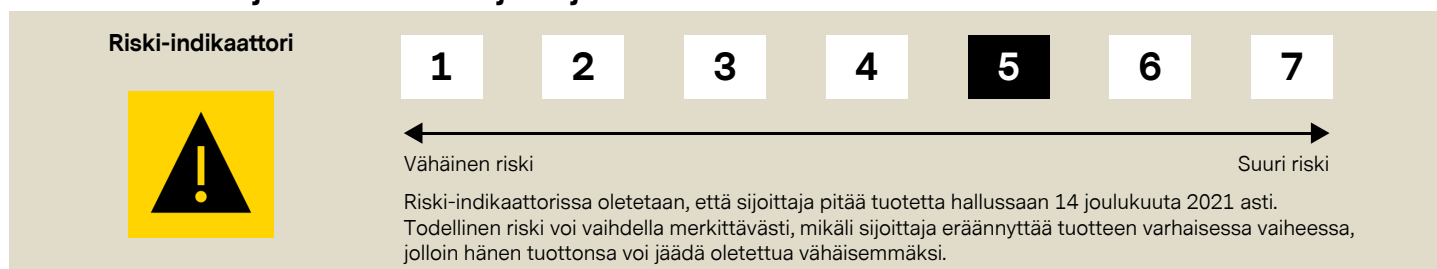 Riski-indikaattori
1 2 3 4 5 6 7
Vähäinen riski Suuri riski
Riski-indikaattorissa oletetaan, että sijoittaja pitää tuotetta hallussaan 14 joulukuuta 2021 asti.
Todellinen riski voi vaihdella merkittävästi, mikäli sijoittaja eräännyttää tuotteen varhaisessa vaiheessa,
jolloin hänen tuottonsa voi jäädä oletettua vähäisemmäksi.